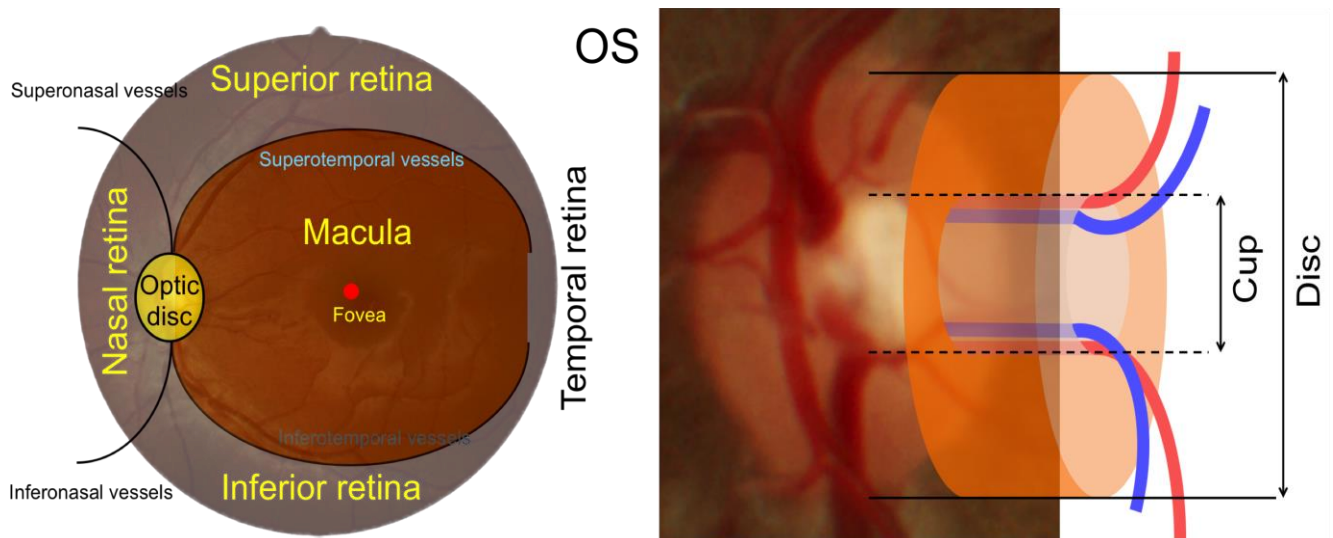 OS
Superior retina
Superonasal vessels
Superotemporal vessels
Macula
Nasal retina
Optic
disc
Fovea
Temporal retina
Inferotemporal vessels
Inferonasal vessels
Inferior retina
Cup
Disc